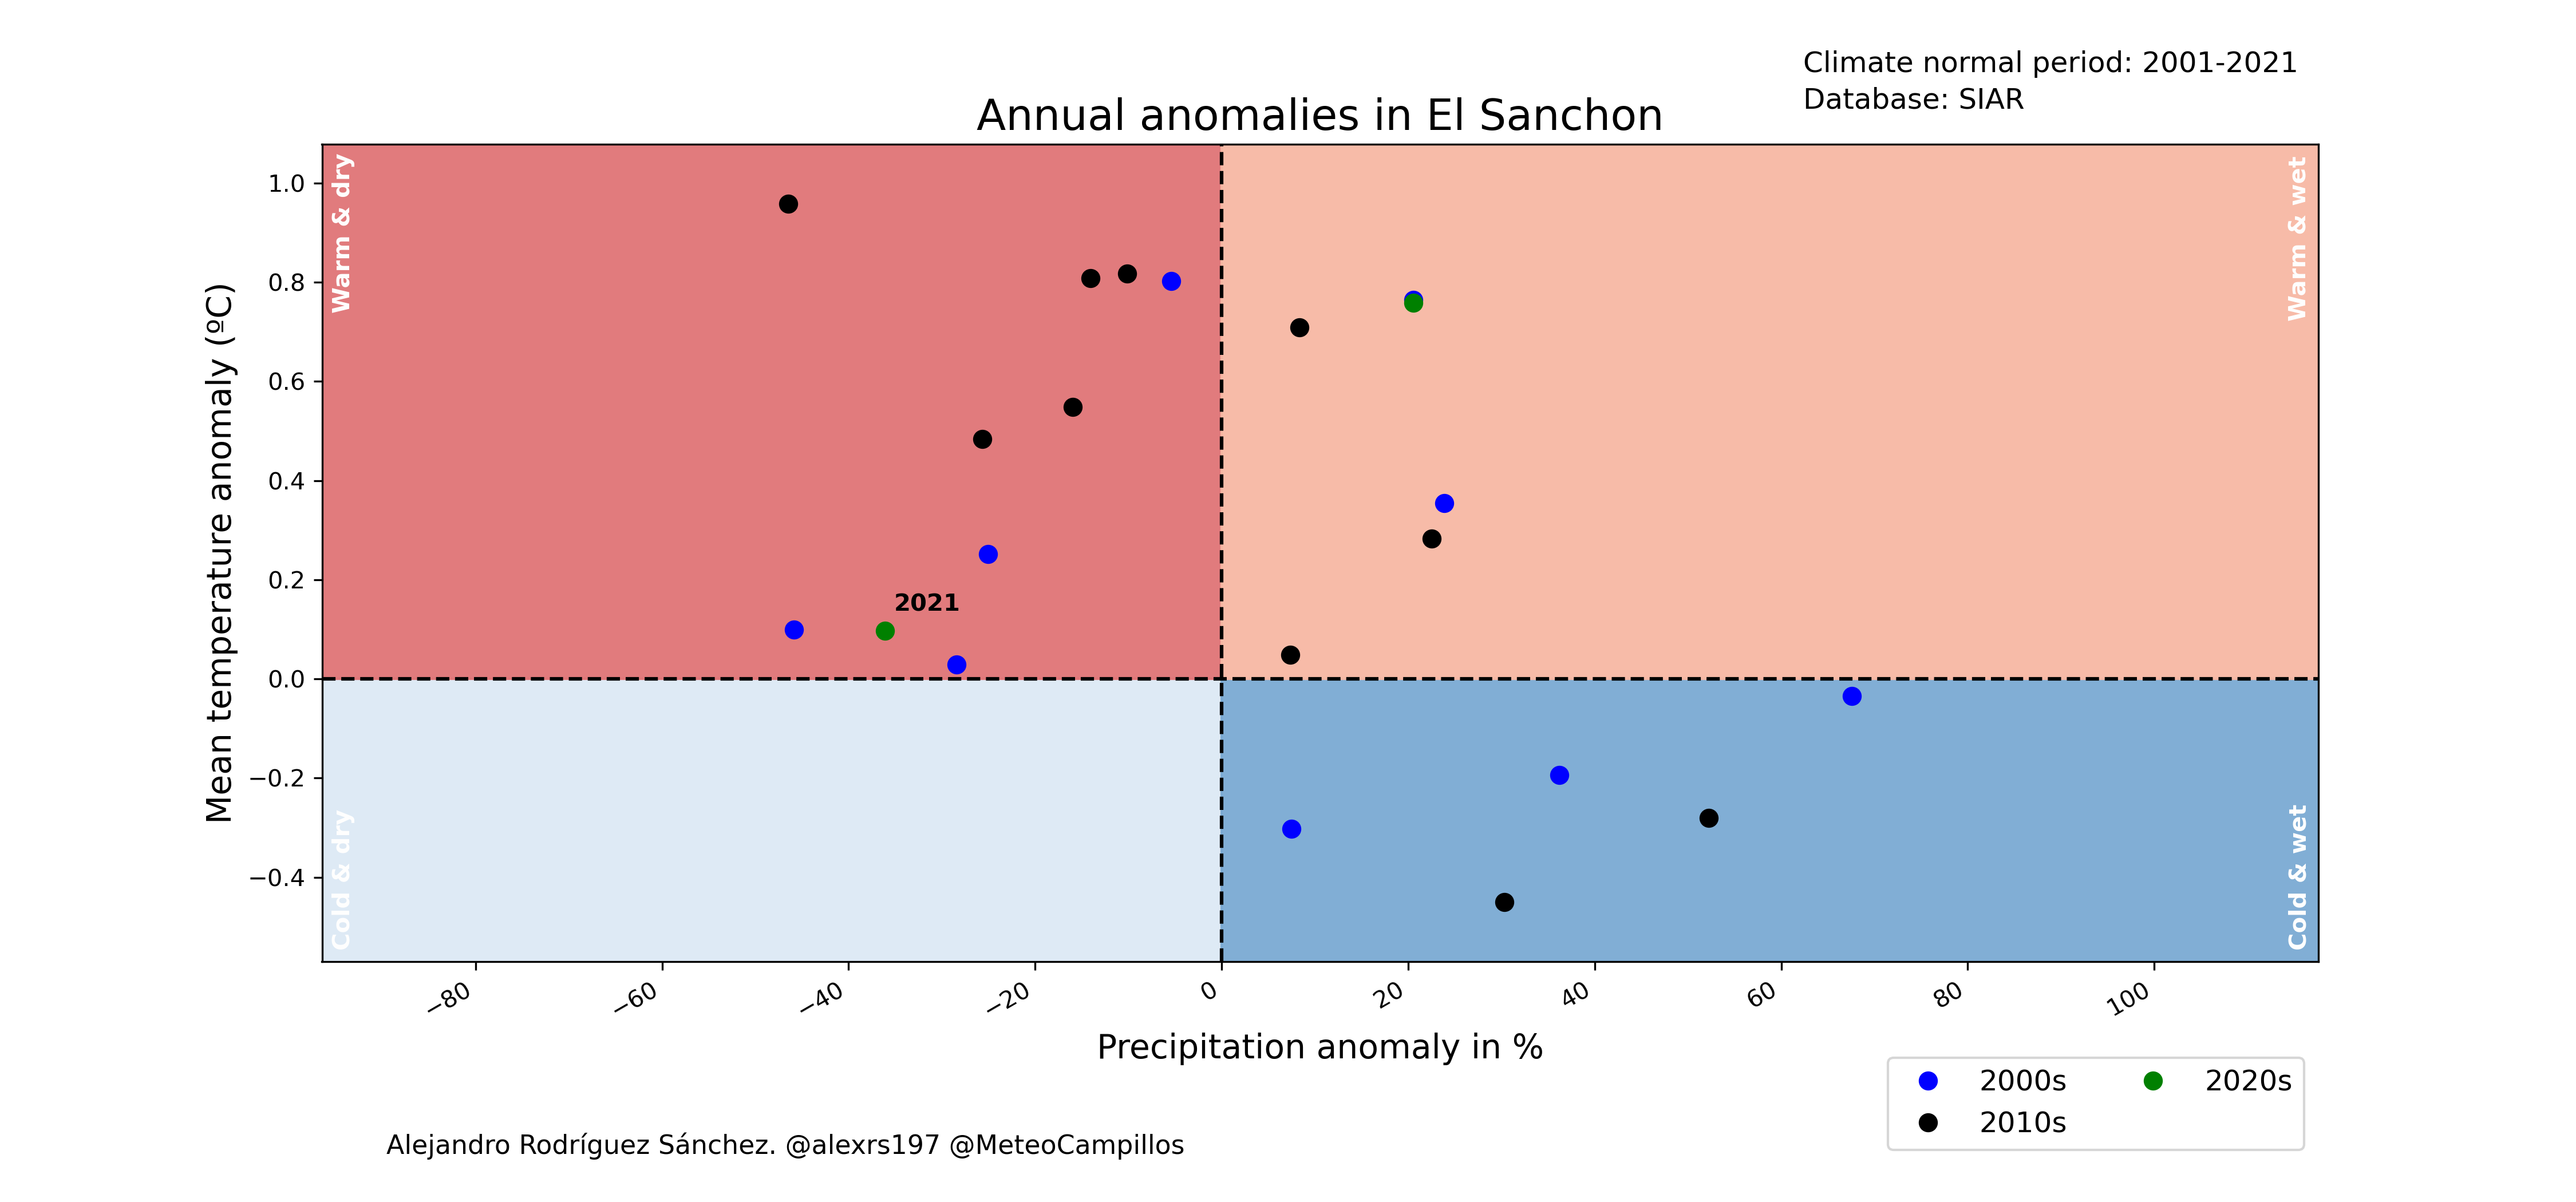 Climate normal period: 2001-2021
Database: SIAR
Annual anomalies in El Sanchon
Warm & dry
Warm & wet
1.0
0.8
0.6
0.4
0.2
0.0
−0.2
−0.4
Mean temperature anomaly (ºC)
2021
Cold & dry
Cold & wet
−80
−60
−40
−20
0
20
40
60
80
100
Precipitation anomaly in %
2000s
2020s
2010s
Alejandro Rodríguez Sánchez. @alexrs197 @MeteoCampillos